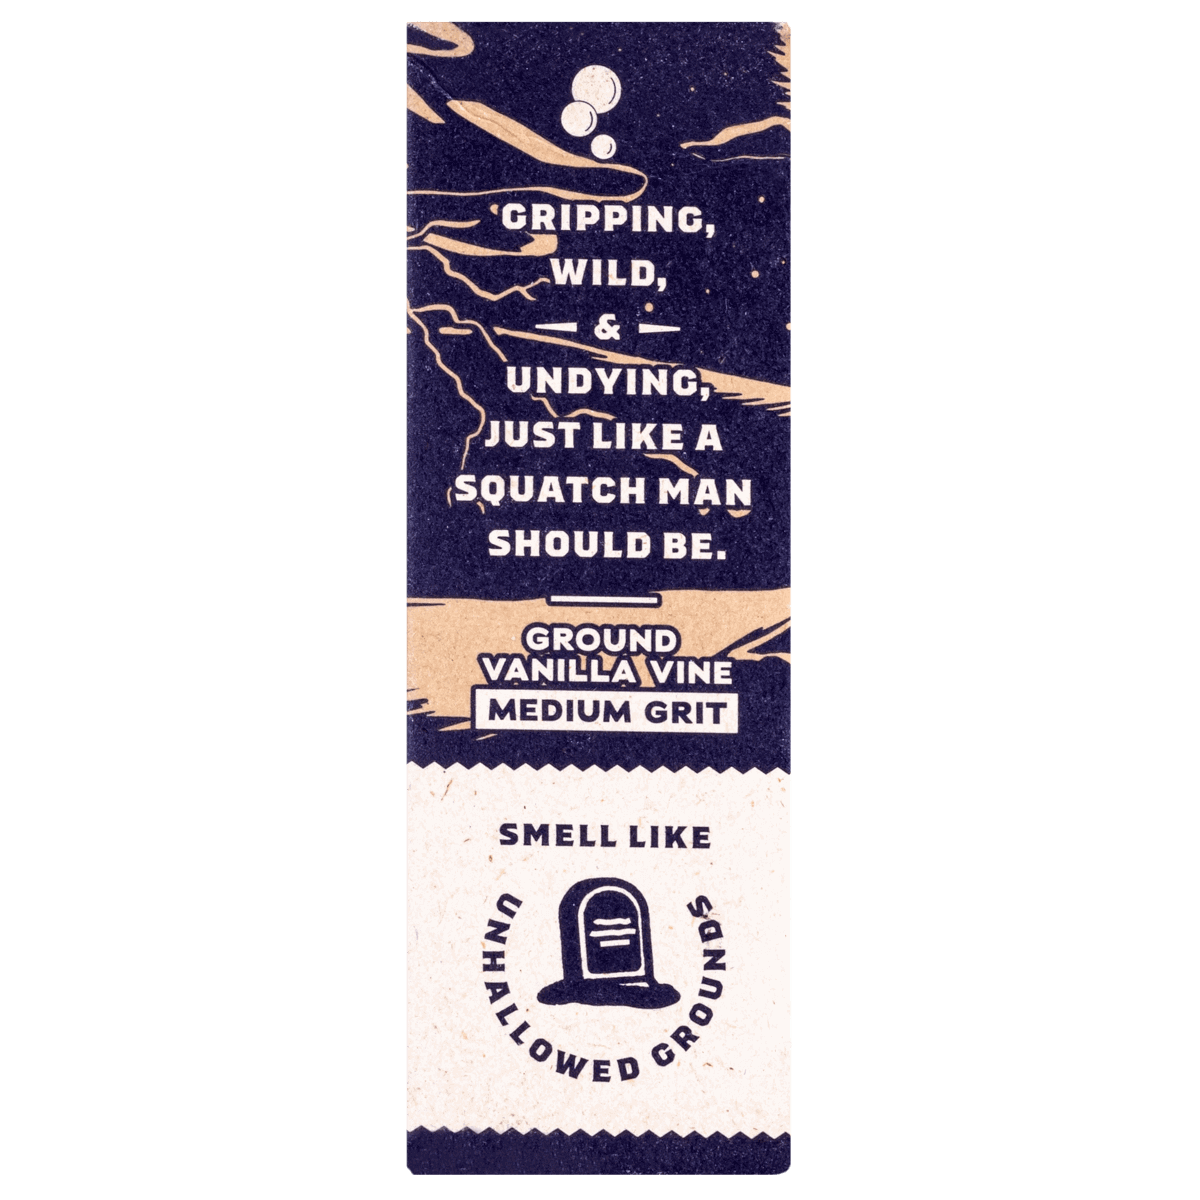 GRIPPING,
WILD,
&
UNDYING,
JUST LIKE A
SQUATCH MAN
SHOULD BE.
GROUND
VANILLA VINE
MEDIUM GRIT
SMELL LIKE
UNHALLOWED GROUNDS